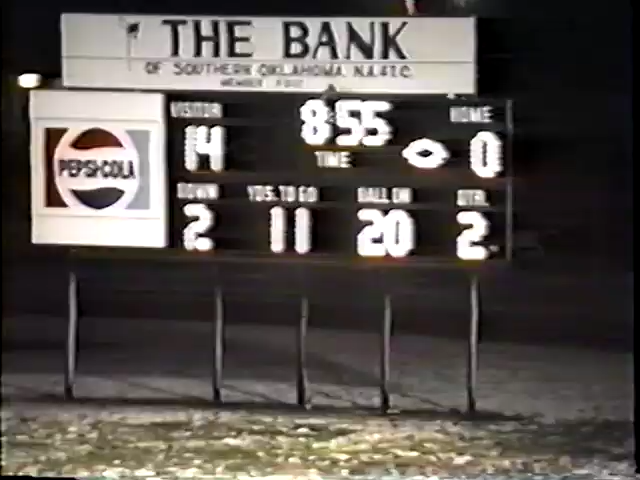 THE BANK
OF SOUTHERN OKLAHOMA N.A. & T.C.
MEMBER F.D.I.C.
PEPSI-COLA
VISITOR 8:55 HOME
14 TIME 0
DOWN YDS. TO GO BALL ON QTR.
2 11 20 2